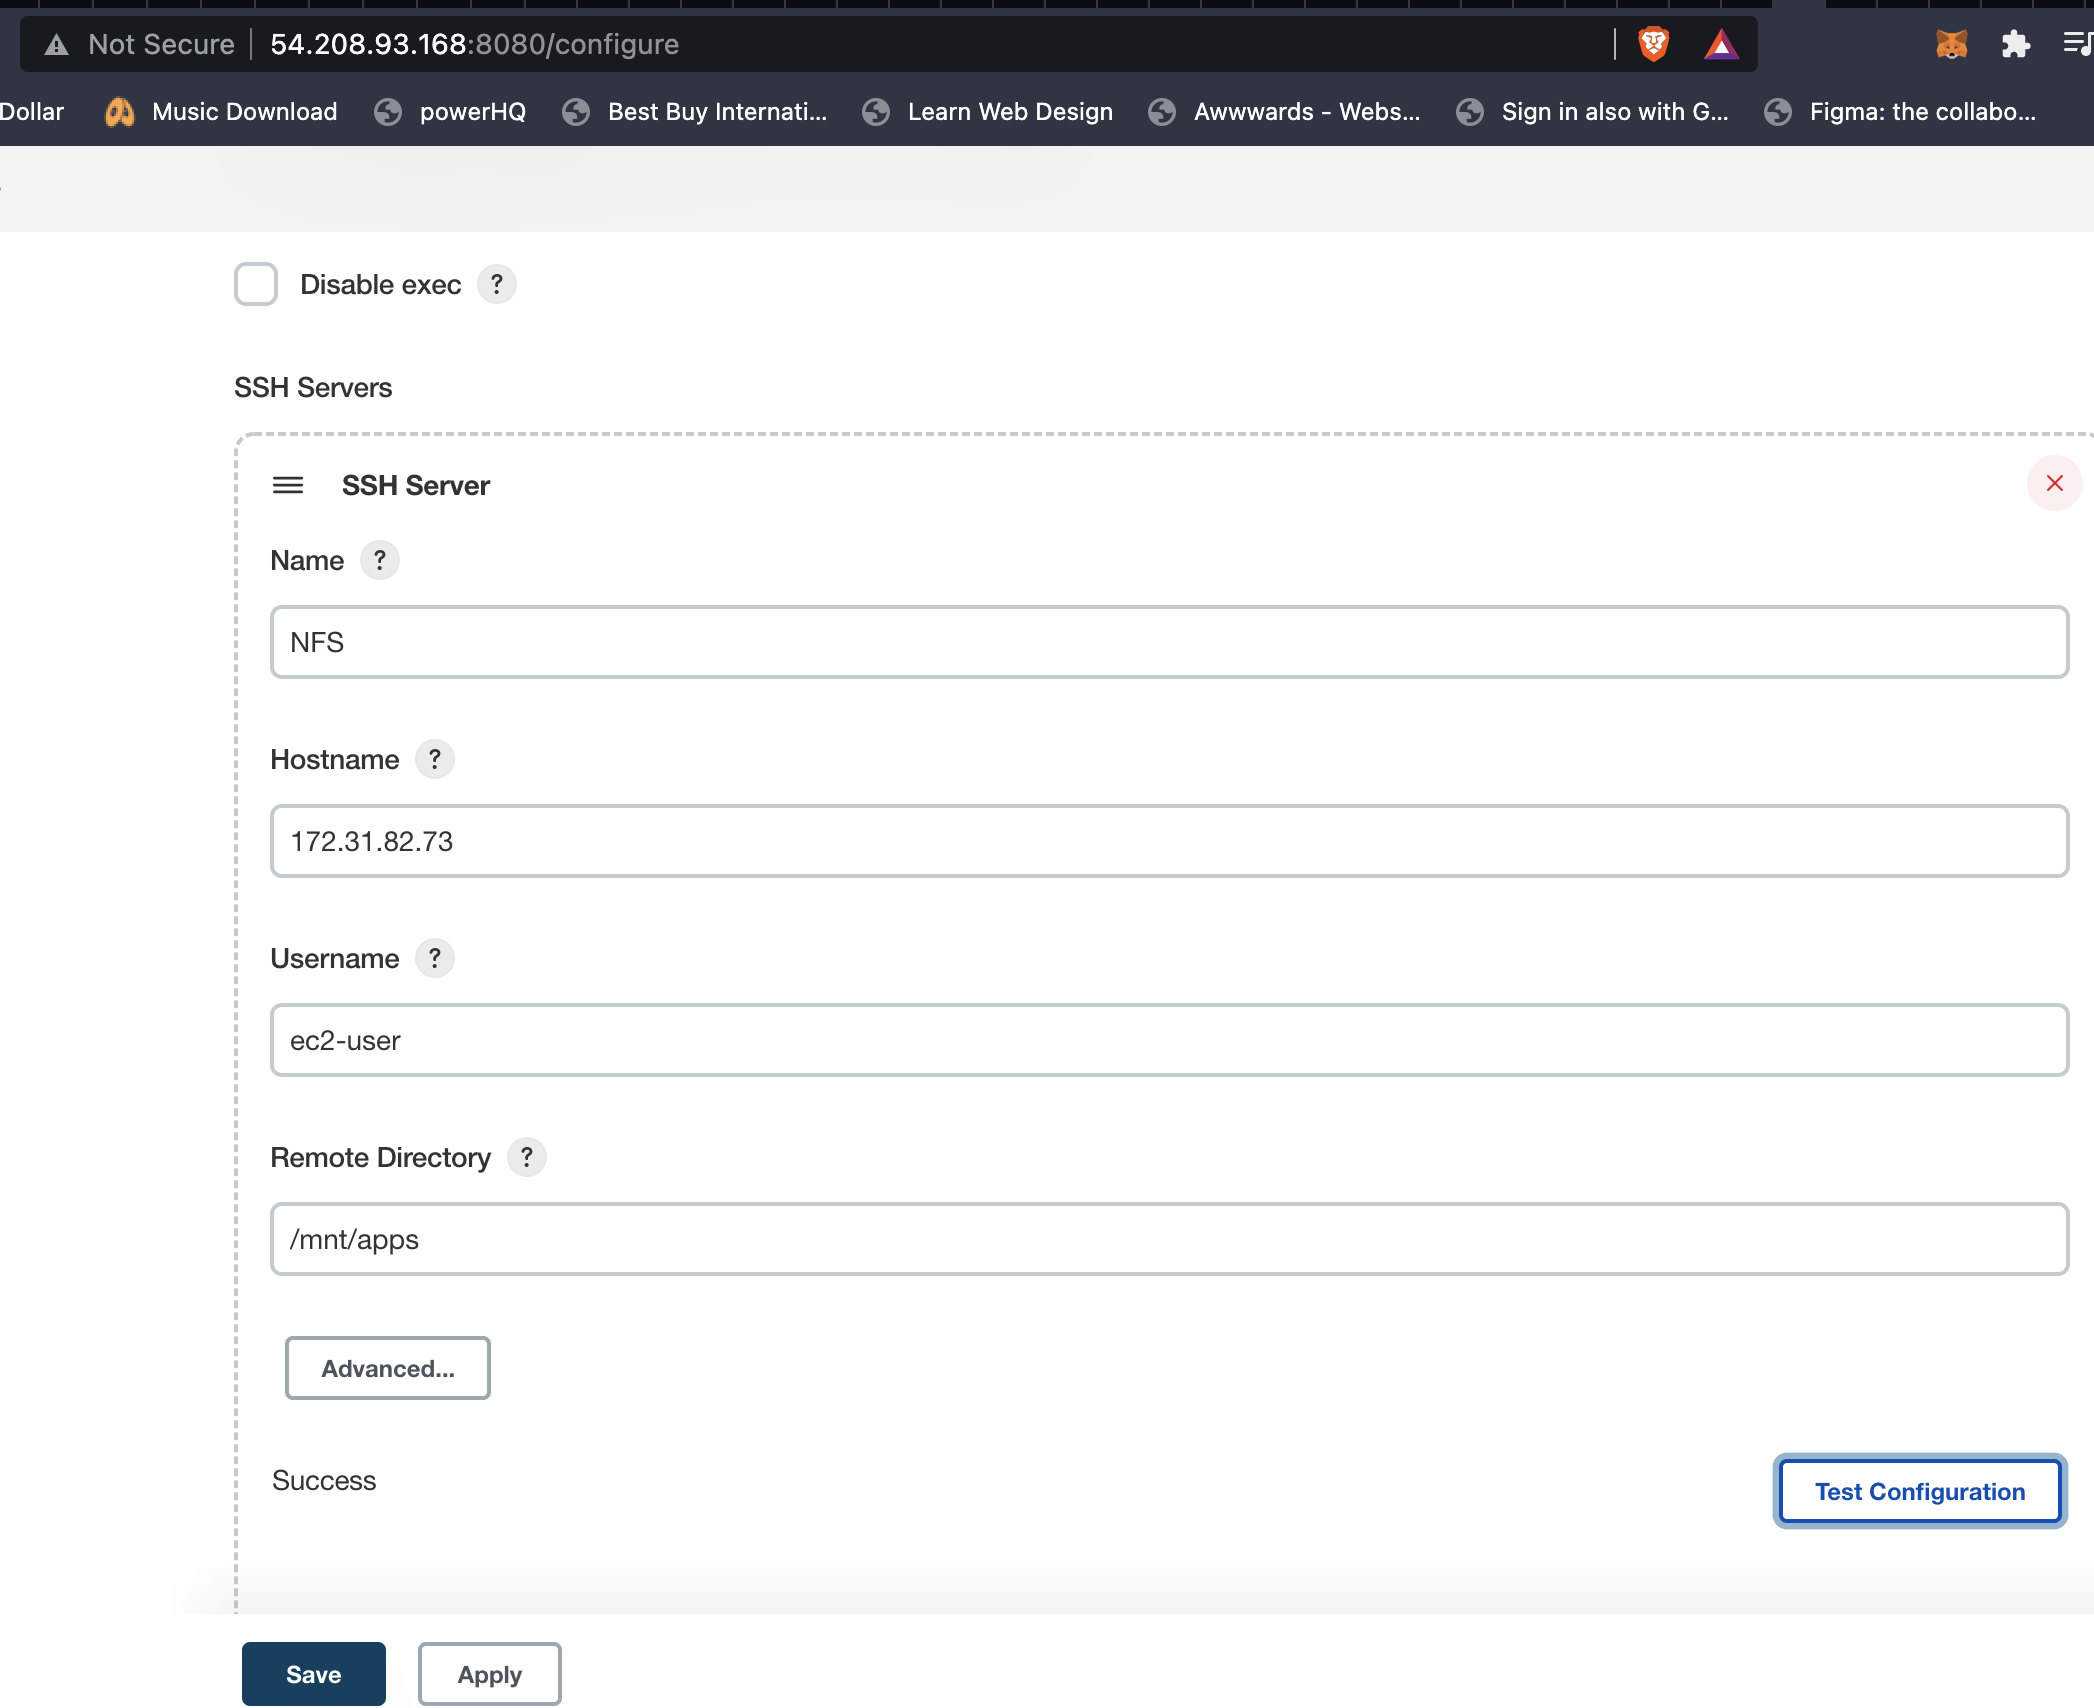 Not Secure 54.208.93.168:8080/configure
Dollar Music Download powerHQ Best Buy Internati... Learn Web Design Awwwards - Webs... Sign in also with G... Figma: the collabo...
Disable exec ?
SSH Servers
SSH Server
Name ?
NFS
Hostname ?
172.31.82.73
Username ?
ec2-user
Remote Directory ?
/mnt/apps
Advanced...
Success
Test Configuration
Save Apply